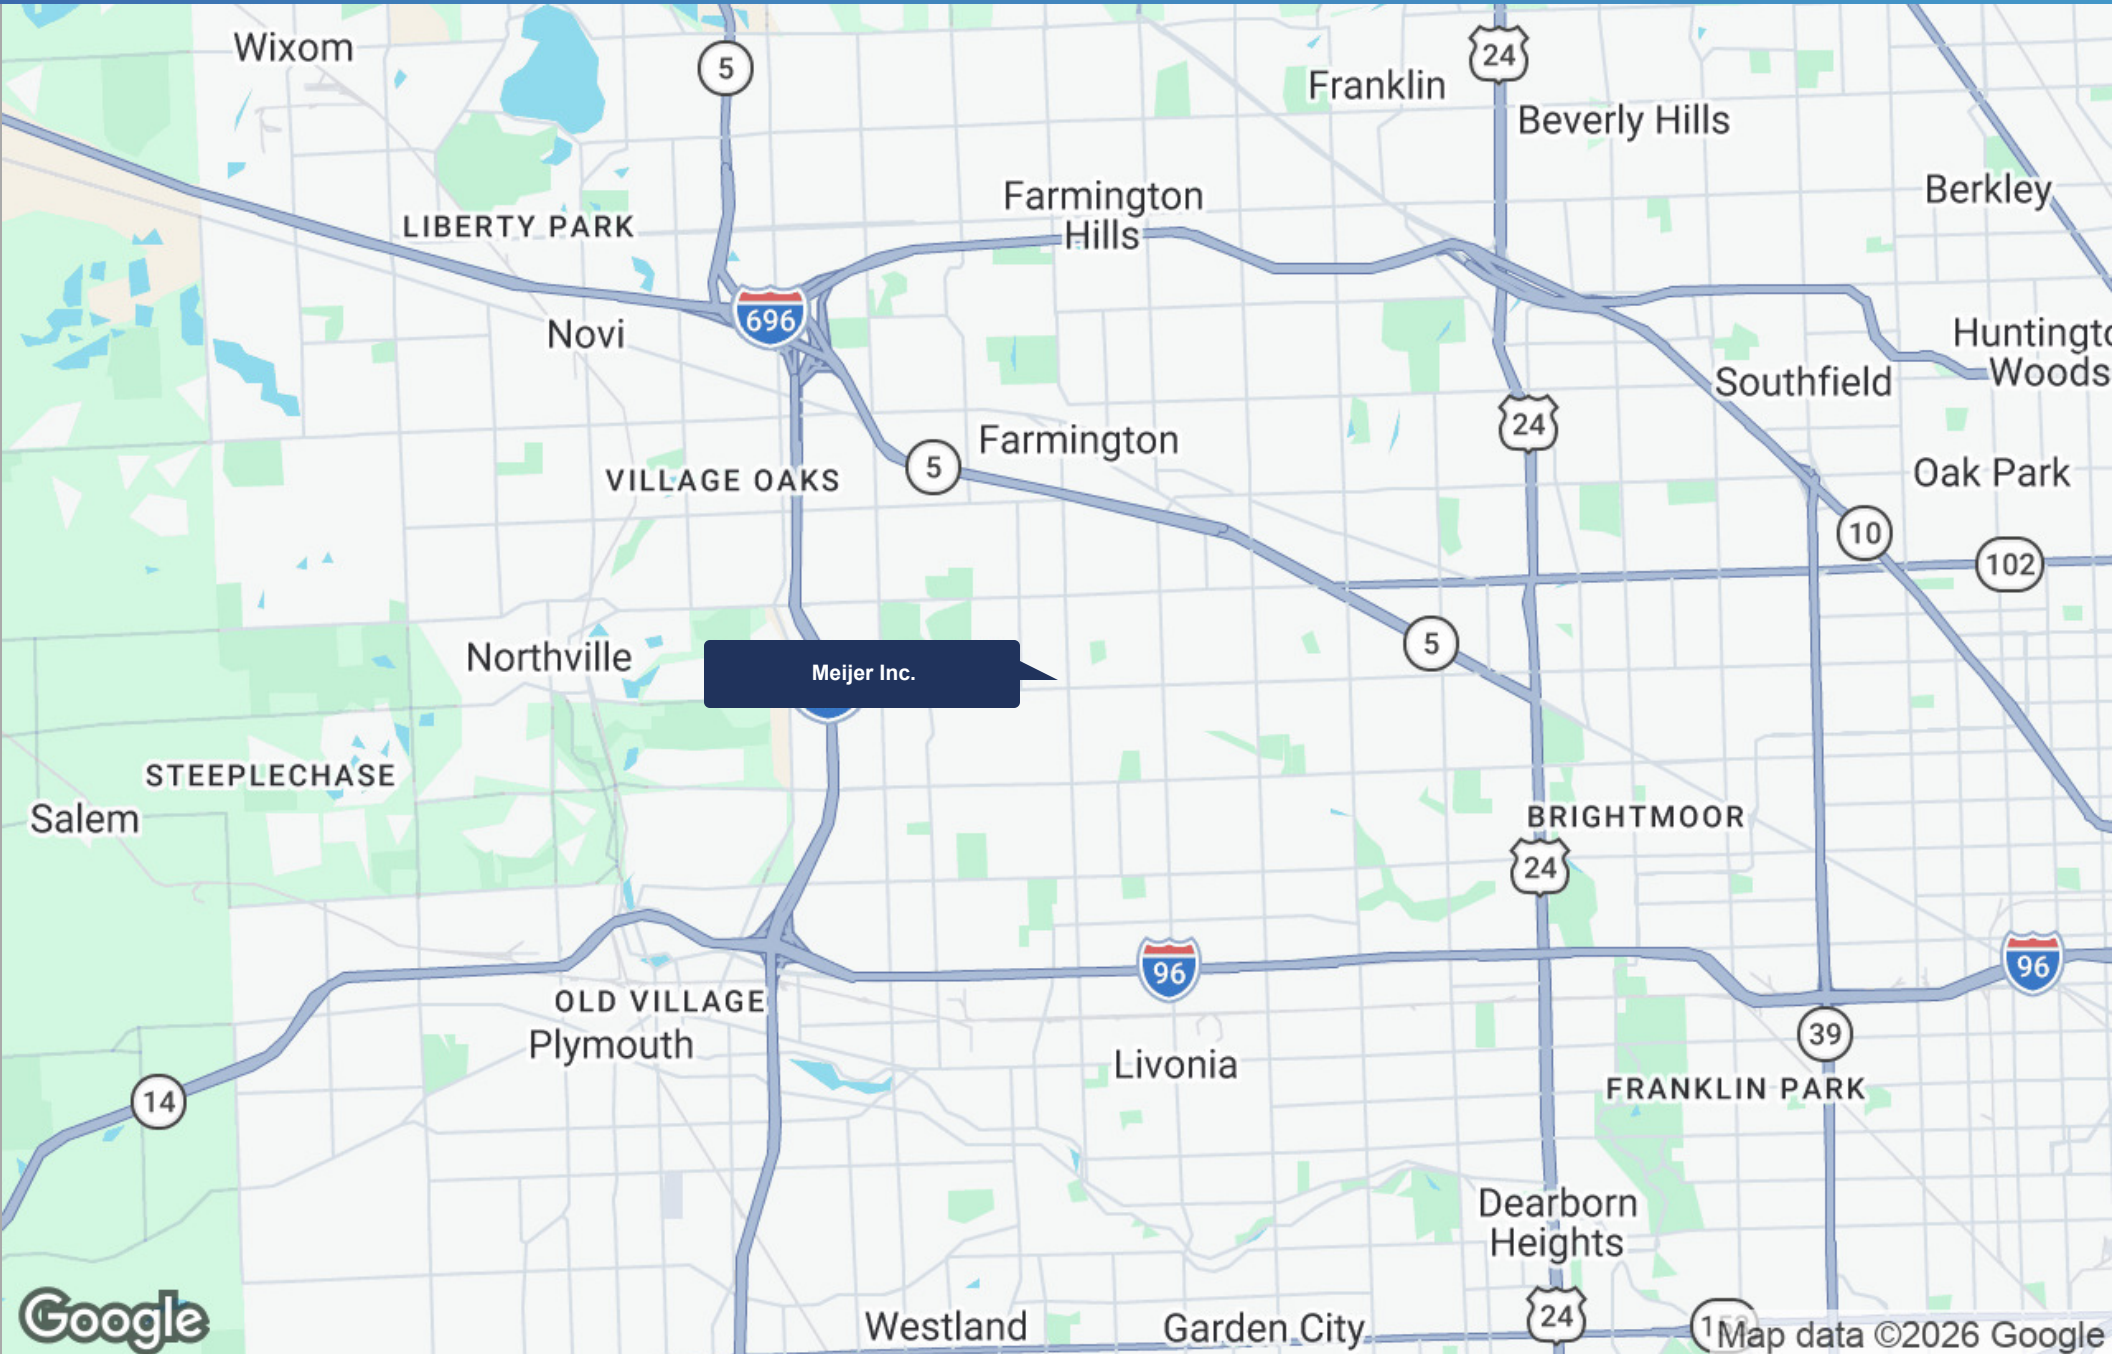 Wixom
5
24
Franklin
Beverly Hills
Berkley
Farmington
Hills
LIBERTY PARK
696
Novi
Southfield
24
Farmington
5
VILLAGE OAKS
Oak Park
10
102
5
Northville
Meijer Inc.
STEEPLECHASE
Salem
BRIGHTMOOR
24
96
96
OLD VILLAGE
Plymouth
39
Livonia
FRANKLIN PARK
14
Dearborn
Heights
24
Westland
Garden City
Google
Map data ©2026 Google
Woods